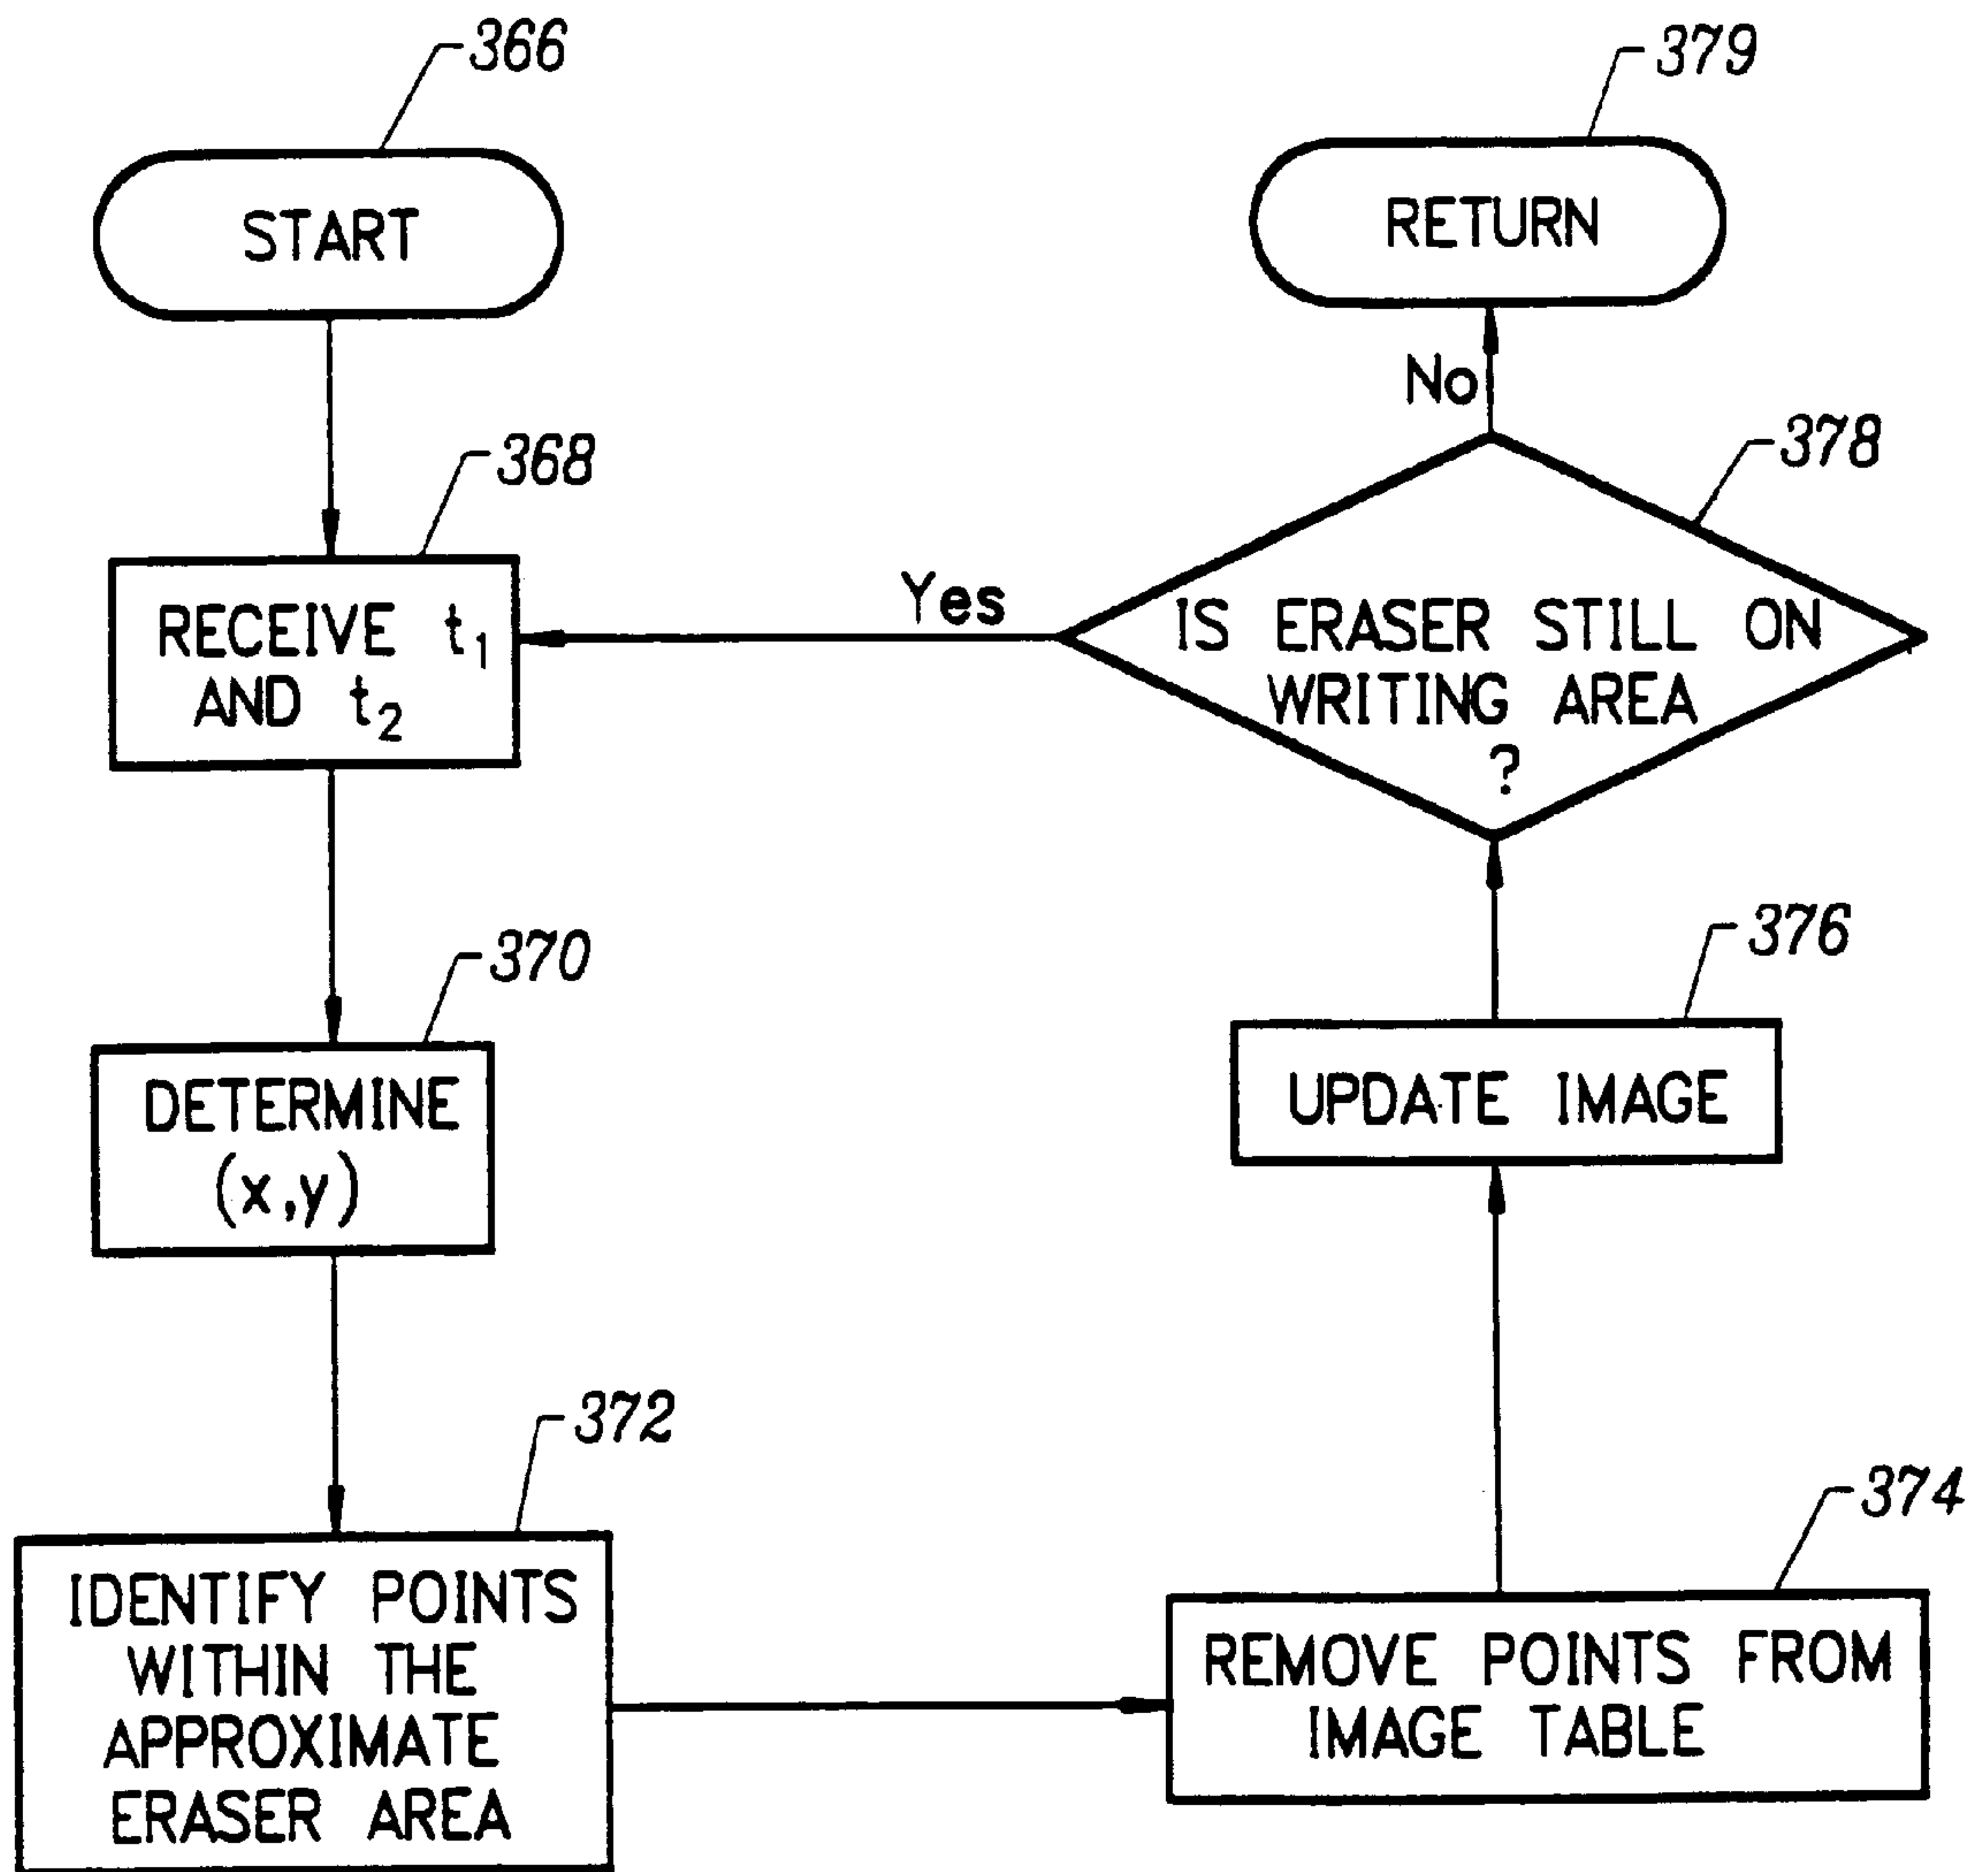 366
START
368
RECEIVE t₁
AND t₂
370
DETERMINE
(x,y)
372
IDENTIFY POINTS
WITHIN THE
APPROXIMATE
ERASER AREA
374
REMOVE POINTS FROM
IMAGE TABLE
376
UPDATE IMAGE
378
IS ERASER STILL ON
WRITING AREA
?
Yes
No
379
RETURN